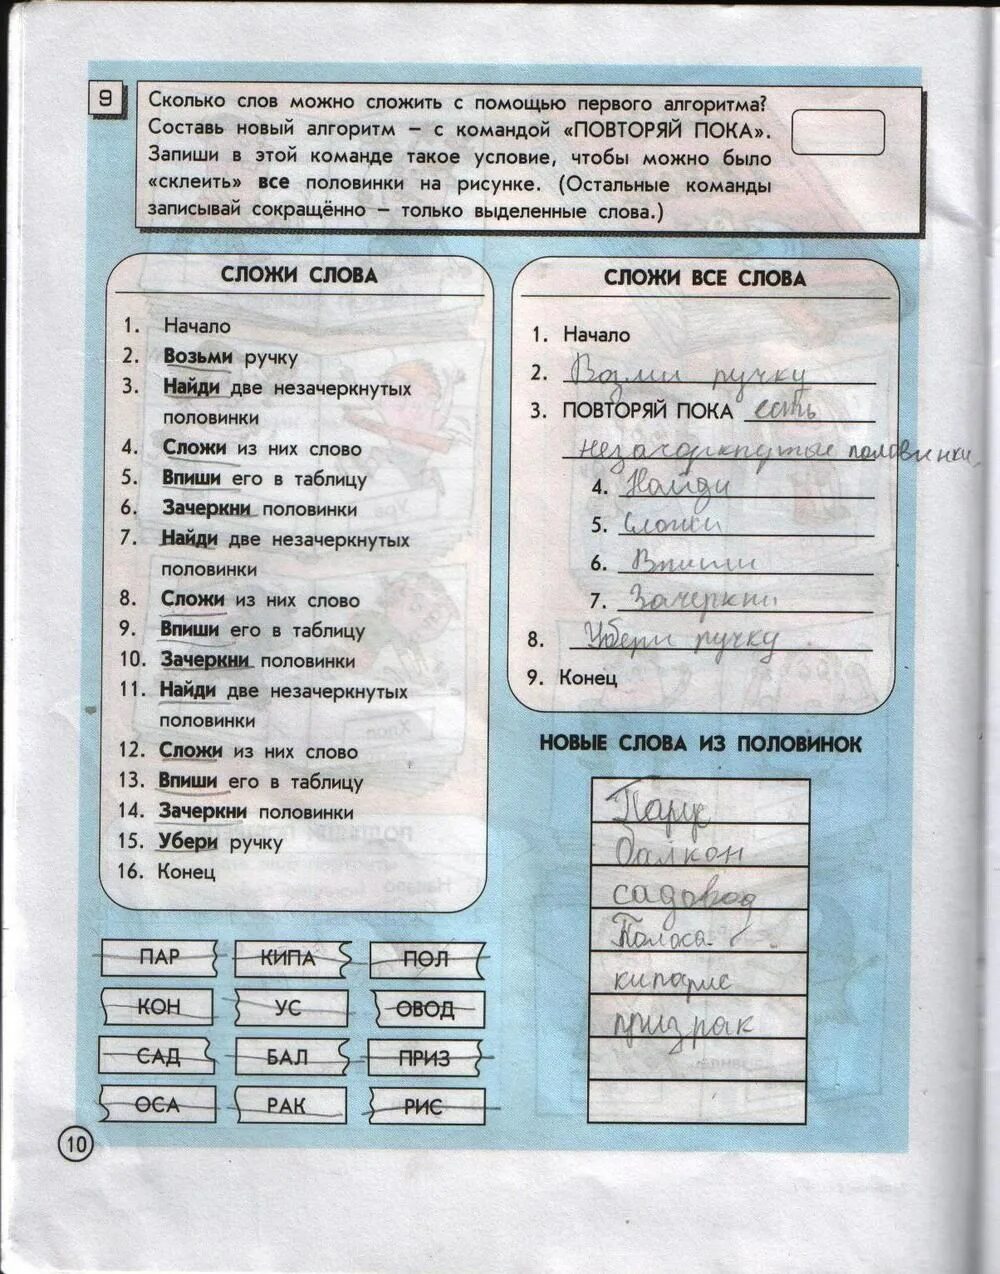 9
Сколько слов можно сложить с помощью первого алгоритма?
Составь новый алгоритм – с командой «ПОВТОРЯЙ ПОКА».
Запиши в этой команде такое условие, чтобы можно было
«склеить» все половинки на рисунке. (Остальные команды
записывай сокращённо – только выделенные слова.)
СЛОЖИ СЛОВА
1. Начало
2. Возьми ручку
3. Найди две незачеркнутых
половинки
4. Сложи из них слово
5. Впиши его в таблицу
6. Зачеркни половинки
7. Найди две незачеркнутых
половинки
8. Сложи из них слово
9. Впиши его в таблицу
10. Зачеркни половинки
11. Найди две незачеркнутых
половинки
12. Сложи из них слово
13. Впиши его в таблицу
14. Зачеркни половинки
15. Убери ручку
16. Конец
СЛОЖИ ВСЕ СЛОВА
1. Начало
2. Возми ручку
3. ПОВТОРЯЙ ПОКА есть
незачеркнутые половинки.
4. Найди
5. Сложи
6. Впиши
7. Зачеркни
8. Убери ручку
9. Конец
НОВЫЕ СЛОВА ИЗ ПОЛОВИНОК
Парус
балкон
садовод
Полоса
кипарис
призрак
ПАР КИПА ПОЛ
КОН УС ОВОД
САД БАЛ ПРИЗ
ОСА РАК РИС
10